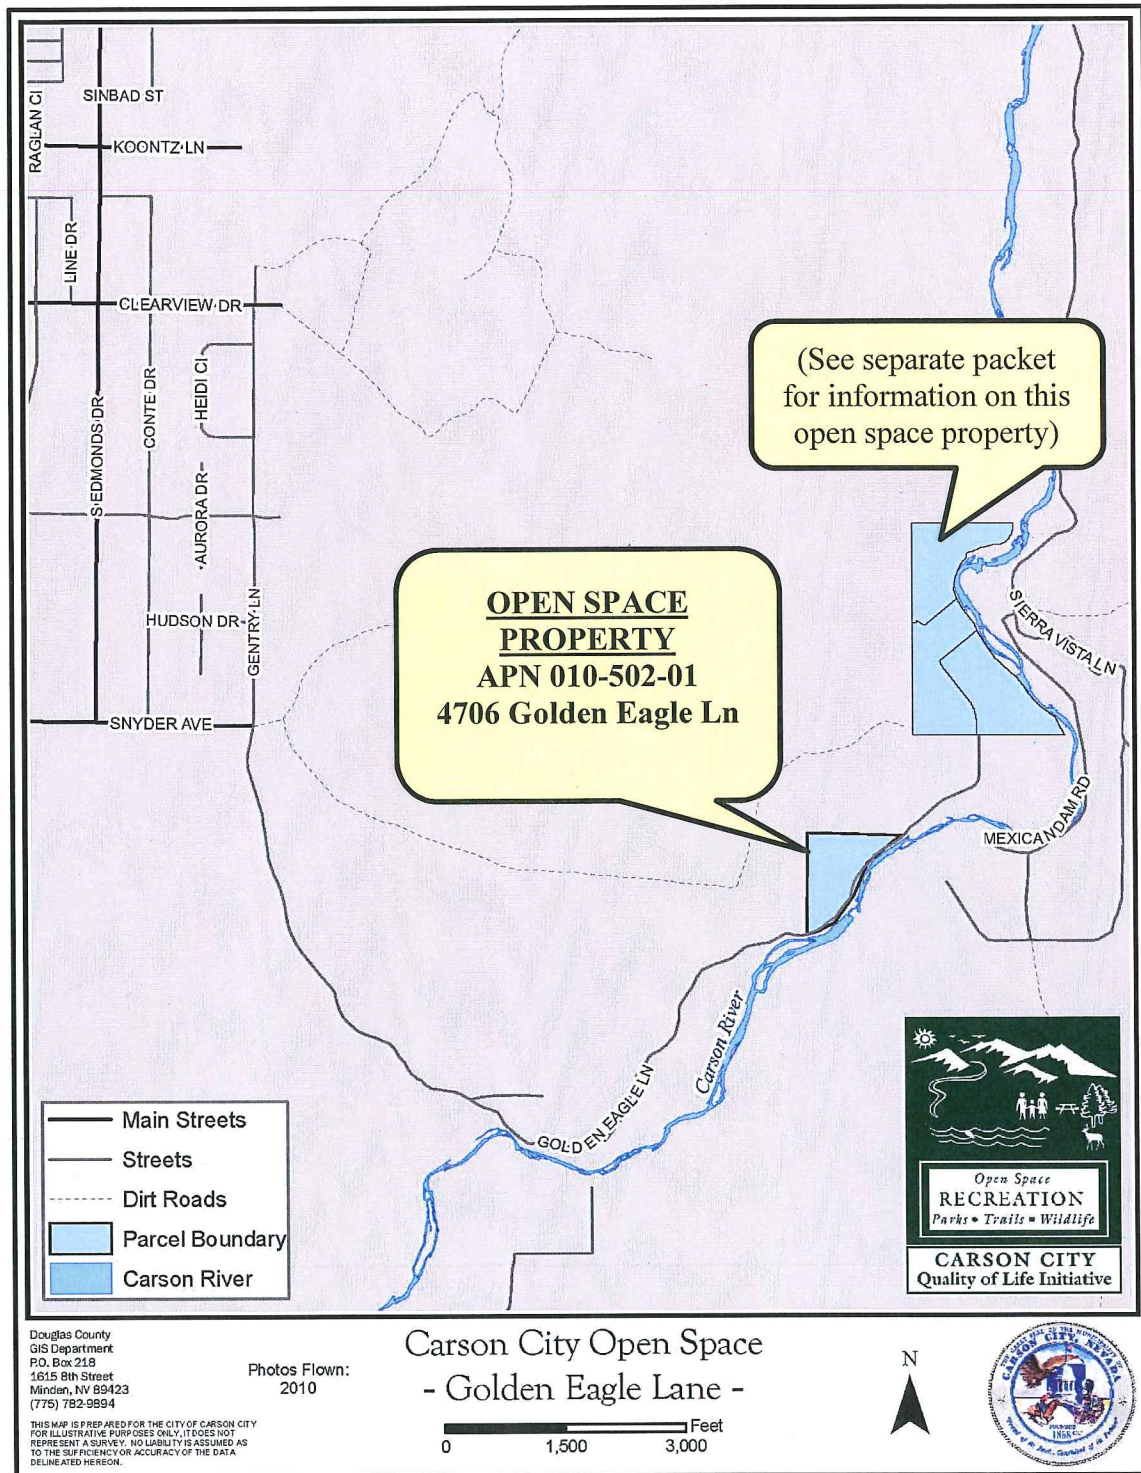 SINBAD ST
RAGLAN CI
KOONTZ LN
LINE DR
CLEARVIEW DR
HEIDI CI
CONTE DR
S EDMONDS DR
AURORA DR
HUDSON DR
GENTRY LN
SNYDER AVE
(See separate packet
for information on this
open space property)
OPEN SPACE
PROPERTY
APN 010-502-01
4706 Golden Eagle Ln
SIERRA VISTA LN
MEXICAN DAM RD
Carson River
GOLDEN EAGLE LN
Main Streets
Streets
Dirt Roads
Parcel Boundary
Carson River
Open Space
RECREATION
Parks • Trails • Wildlife
CARSON CITY
Quality of Life Initiative
Douglas County
GIS Department
P.O. Box 218
1615 8th Street
Minden, NV 89423
(775) 782-9894
THIS MAP IS PREPARED FOR THE CITY OF CARSON CITY
FOR ILLUSTRATIVE PURPOSES ONLY, IT DOES NOT
REPRESENT A SURVEY. NO LIABILITY IS ASSUMED AS
TO THE SUFFICIENCY OR ACCURACY OF THE DATA
DELINEATED HEREON.
Photos Flown:
2010
Carson City Open Space
- Golden Eagle Lane -
Feet
0 1,500 3,000
N
CARSON CITY, NEVADA